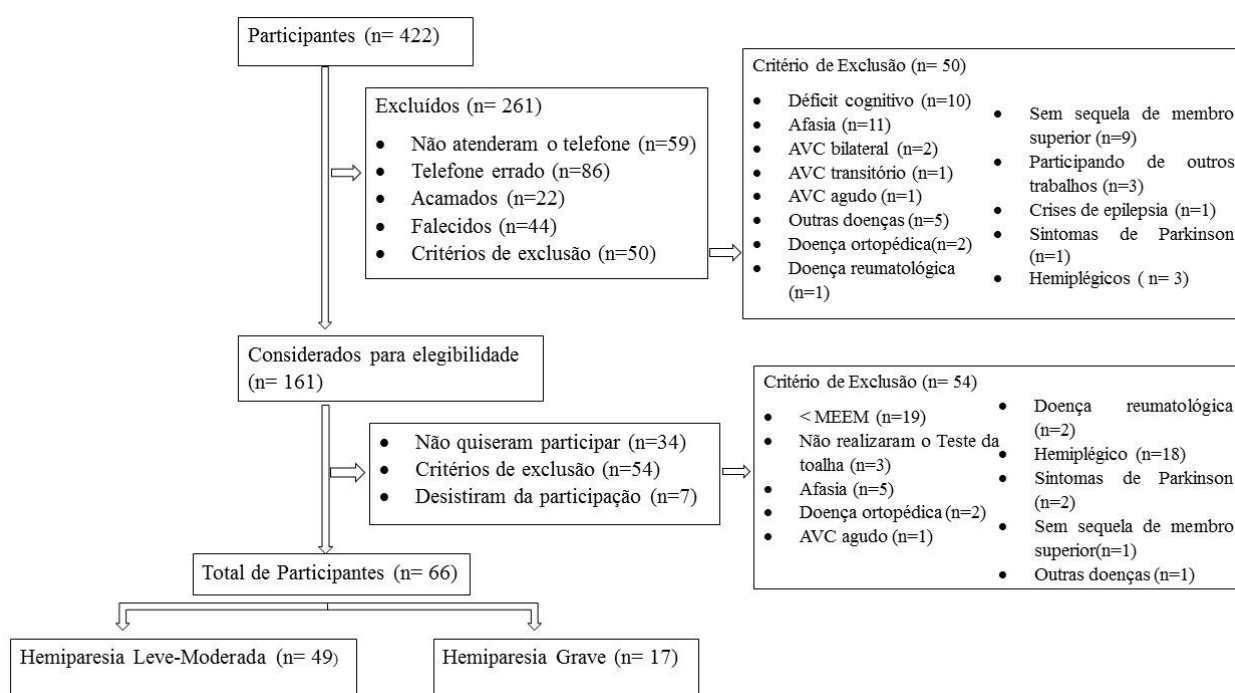 Participantes (n= 422)
Excluídos (n= 261)
• Não atenderam o telefone (n=59)
• Telefone errado (n=86)
• Acamados (n=22)
• Falecidos (n=44)
• Critérios de exclusão (n=50)
Critério de Exclusão (n= 50)
• Déficit cognitivo (n=10)
• Afasia (n=11)
• AVC bilateral (n=2)
• AVC transitório (n=1)
• AVC agudo (n=1)
• Outras doenças (n=5)
• Doença ortopédica(n=2)
• Doença reumatológica
(n=1)
• Sem sequela de membro
superior (n=9)
• Participando de outros
trabalhos (n=3)
• Crises de epilepsia (n=1)
• Sintomas de Parkinson
(n=1)
• Hemiplégicos ( n= 3)
Considerados para elegibilidade
(n= 161)
• Não quiseram participar (n=34)
• Critérios de exclusão (n=54)
• Desistiram da participação (n=7)
Critério de Exclusão (n= 54)
• < MEEM (n=19)
• Não realizaram o Teste da
toalha (n=3)
• Afasia (n=5)
• Doença ortopédica (n=2)
• AVC agudo (n=1)
• Doença reumatológica
(n=2)
• Hemiplégico (n=18)
• Sintomas de Parkinson
(n=2)
• Sem sequela de membro
superior(n=1)
• Outras doenças (n=1)
Total de Participantes (n= 66)
Hemiparesia Leve-Moderada (n= 49)
Hemiparesia Grave (n= 17)